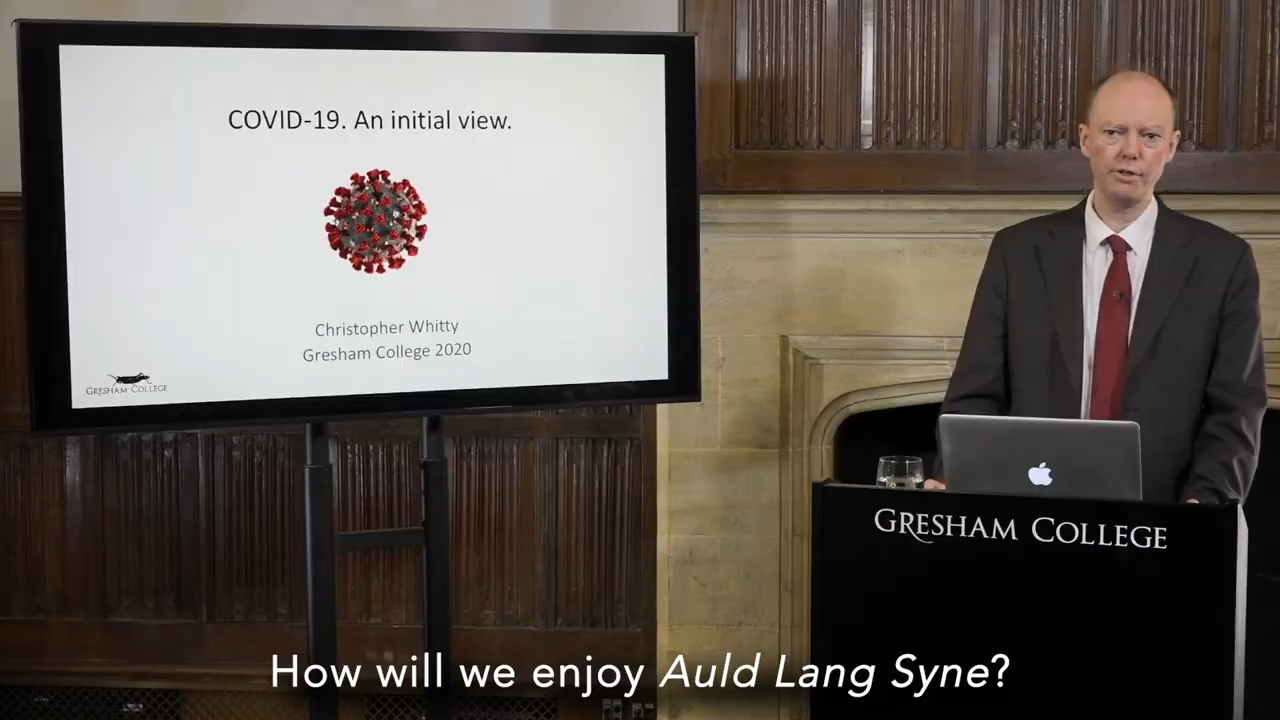 COVID-19. An initial view.
Christopher Whitty
Gresham College 2020
GRESHAM COLLEGE
GRESHAM COLLEGE
How will we enjoy Auld Lang Syne?